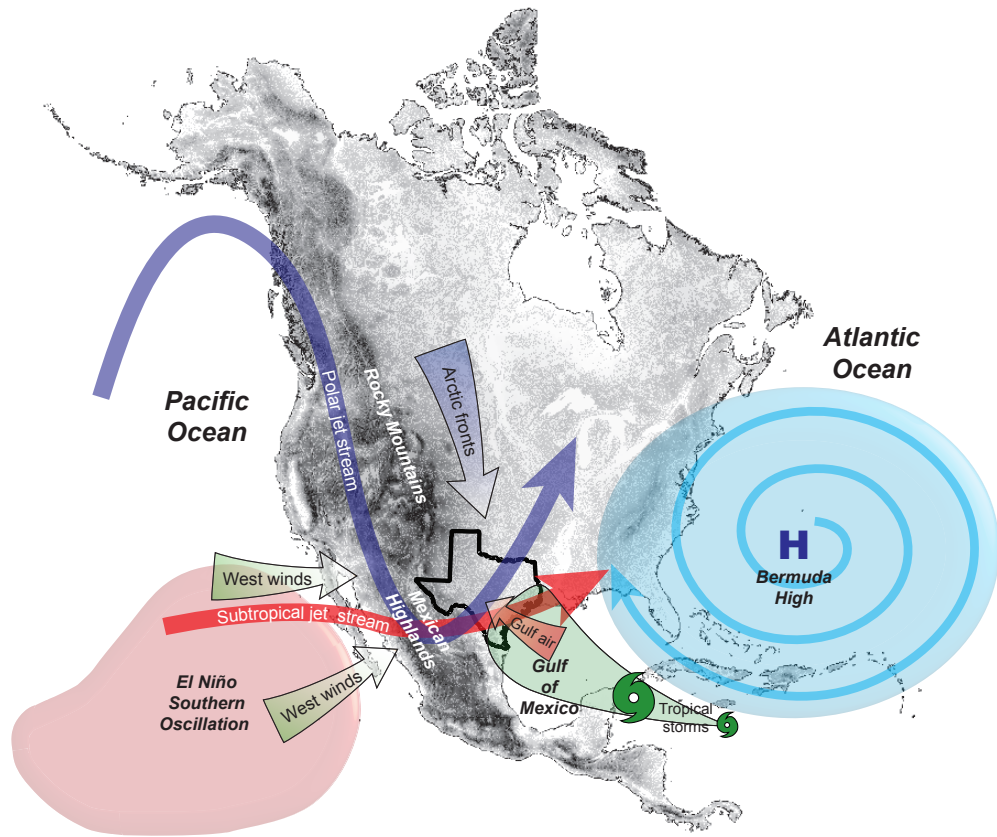 Atlantic
Ocean
Pacific
Ocean
Polar jet stream
Rocky Mountains
Arctic fronts
H
Bermuda
High
West winds
Subtropical jet stream
Mexican
Highlands
Gulf air
Gulf
of
Mexico
El Niño
Southern
Oscillation
West winds
Tropical
storms